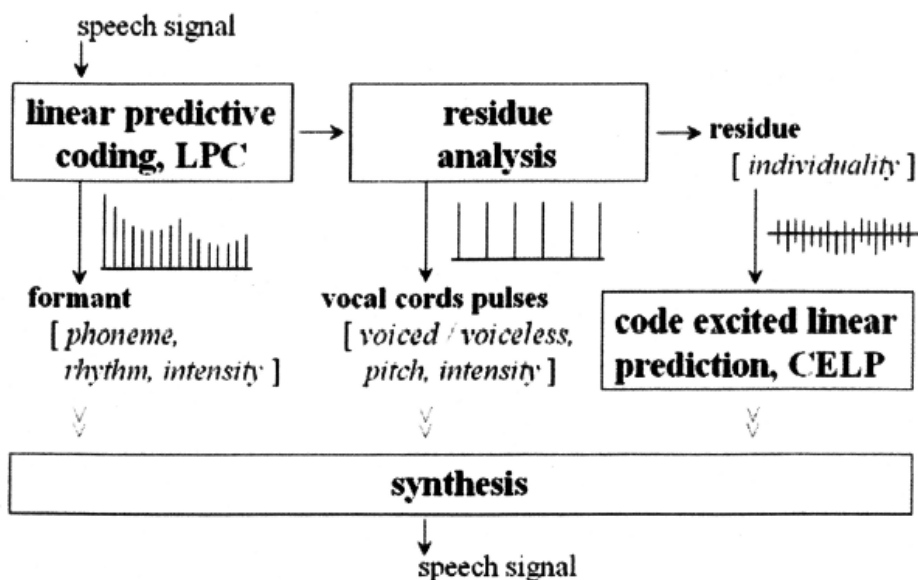 speech signal
linear predictive
coding, LPC
residue
analysis
residue
[ individuality ]
formant
[ phoneme,
rhythm, intensity ]
vocal cords pulses
[ voiced / voiceless,
pitch, intensity ]
code excited linear
prediction, CELP
synthesis
speech signal